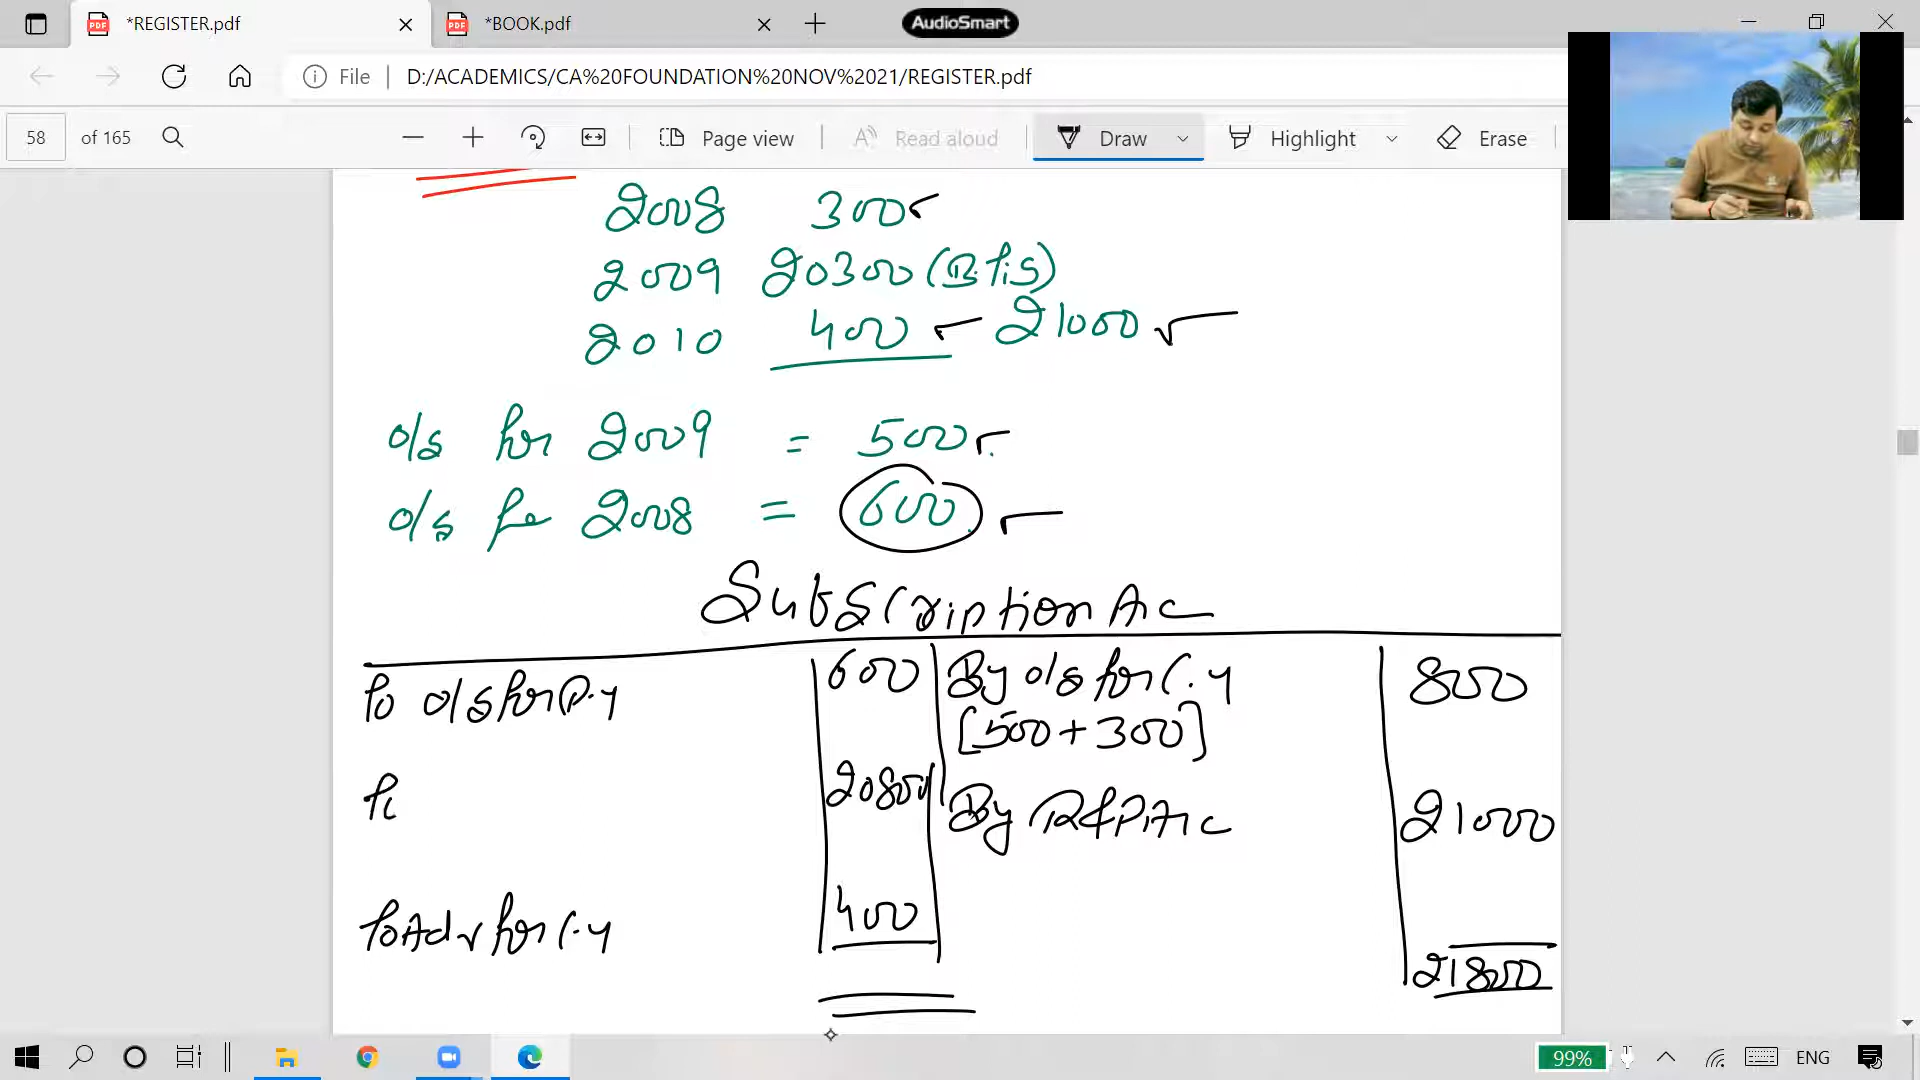 *REGISTER.pdf
*BOOK.pdf
AudioSmart
File
D:/ACADEMICS/CA%20FOUNDATION%20NOV%2021/REGISTER.pdf
58 of 165
Page view
Read aloud
Draw
Highlight
Erase
2008 300
2009 20300 (B.f.s)
2010 400 21000
o/s for 2009 = 500
o/s for 2008 = 600
Subscription A/c
To o/s for P.y 600 By o/s for C.y 800
[500+300]
To 20800 By R&P A/c 21000
To Adv for C.y 400
21800
99%
ENG